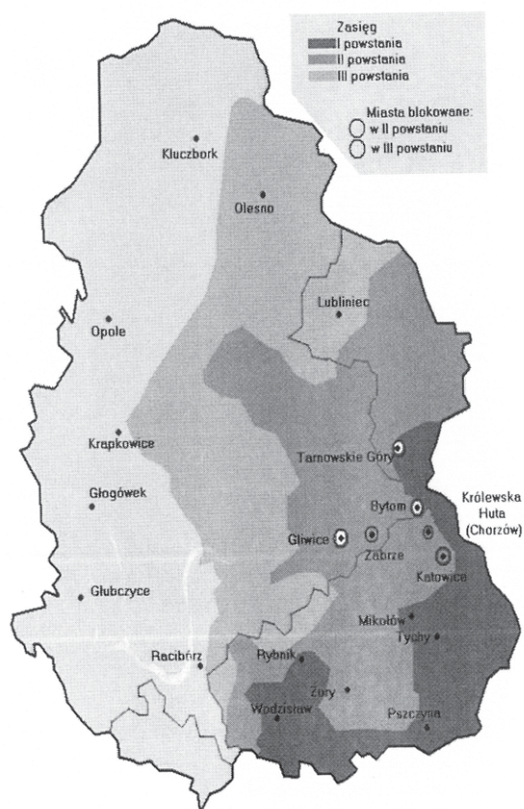 Zasięg
I powstania
II powstania
III powstania
Miasta blokowane:
w II powstaniu
w III powstaniu
Kluczbork
Olesno
Lubliniec
Opole
Krapkowice
Tarnowskie Góry
Głogówek
Bytom
Królewska
Huta
(Chorzów)
Gliwice
Zabrze
Katowice
Głubczyce
Mikołów
Tychy
Racibórz
Rybnik
Żory
Wodzisław
Pszczyna